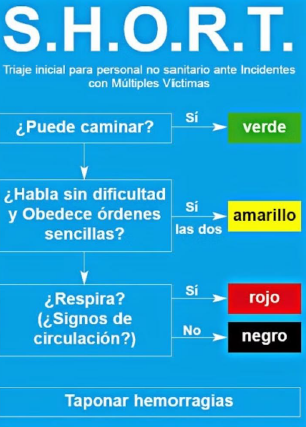 S.H.O.R.T.
Triaje inicial para personal no sanitario ante Incidentes
con Múltiples Víctimas
¿Puede caminar?
Sí
verde
¿Habla sin dificultad
y Obedece órdenes
sencillas?
Sí
las dos
amarillo
¿Respira?
(¿Signos de
circulación?)
Sí
rojo
No
negro
Taponar hemorragias